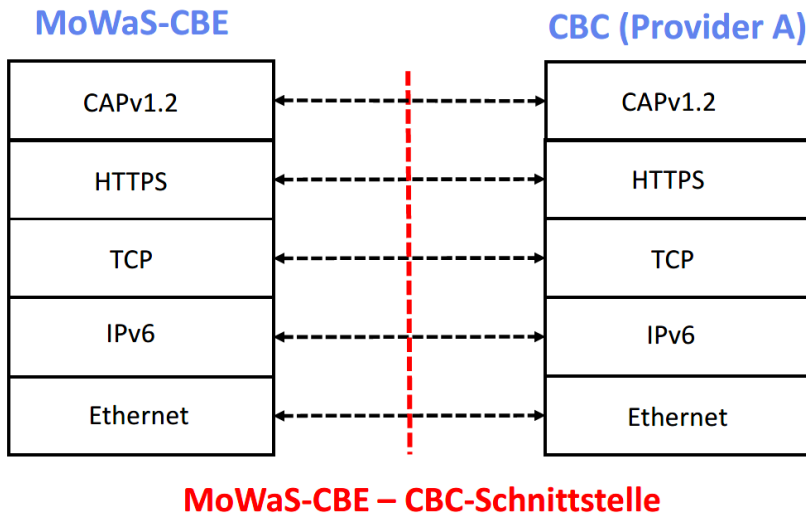 MoWaS-CBE
CBC (Provider A)
CAPv1.2
CAPv1.2
HTTPS
HTTPS
TCP
TCP
IPv6
IPv6
Ethernet
Ethernet
MoWaS-CBE – CBC-Schnittstelle